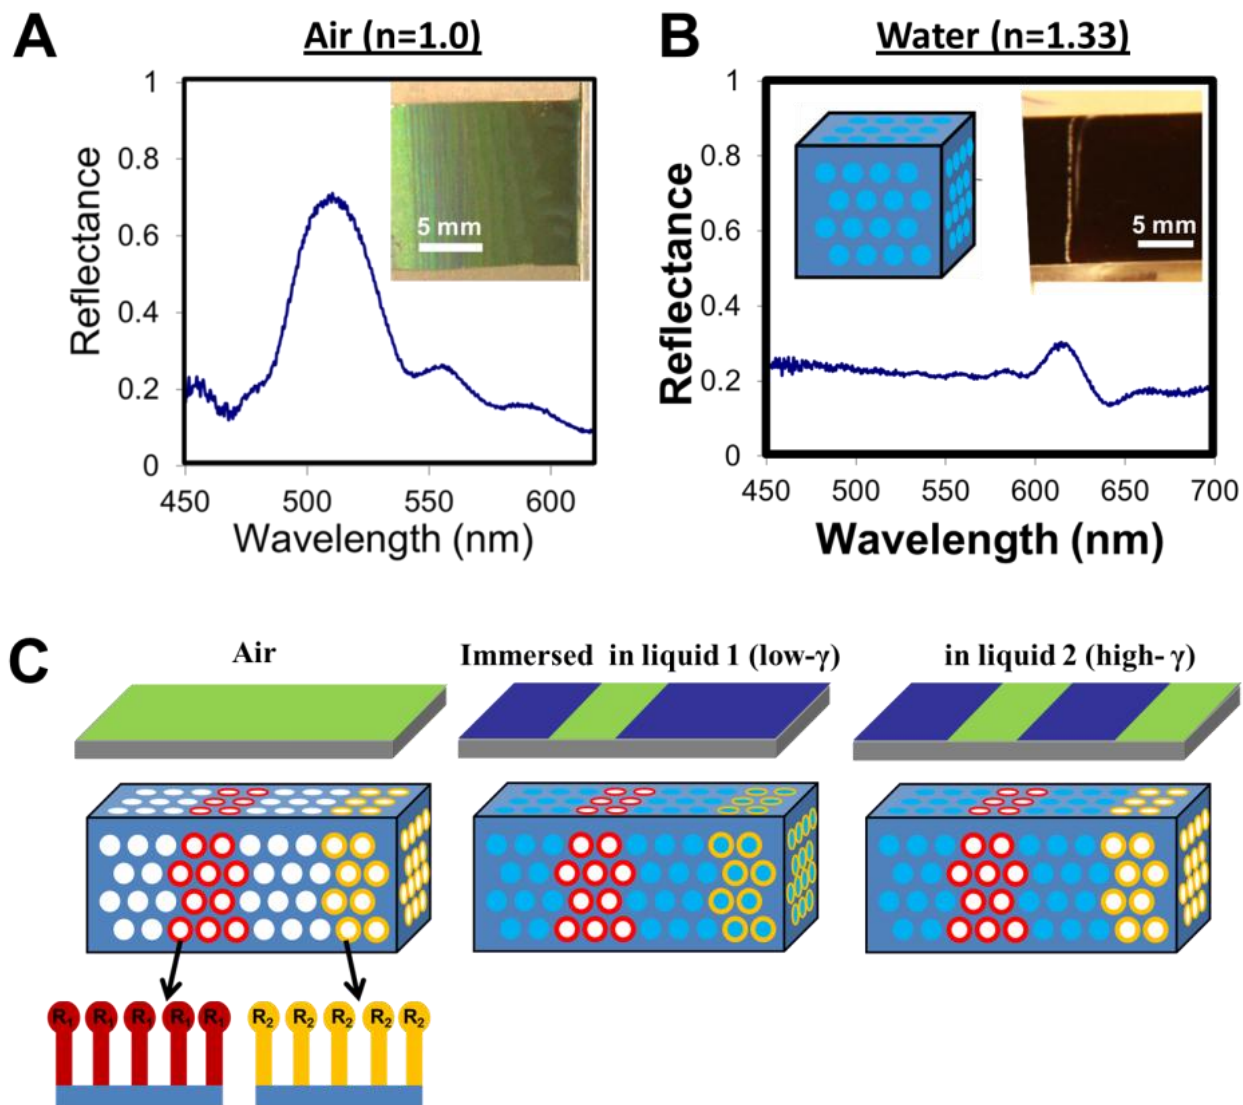 A
Air (n=1.0)
1
0.8
0.6
0.4
0.2
0
Reflectance
5 mm
450 500 550 600
Wavelength (nm)
B
Water (n=1.33)
1
0.8
0.6
0.4
0.2
0
Reflectance
5 mm
450 500 550 600 650 700
Wavelength (nm)
C
Air
Immersed in liquid 1 (low-γ)
in liquid 2 (high- γ)
R1 R1 R1 R1 R1
R2 R2 R2 R2 R2